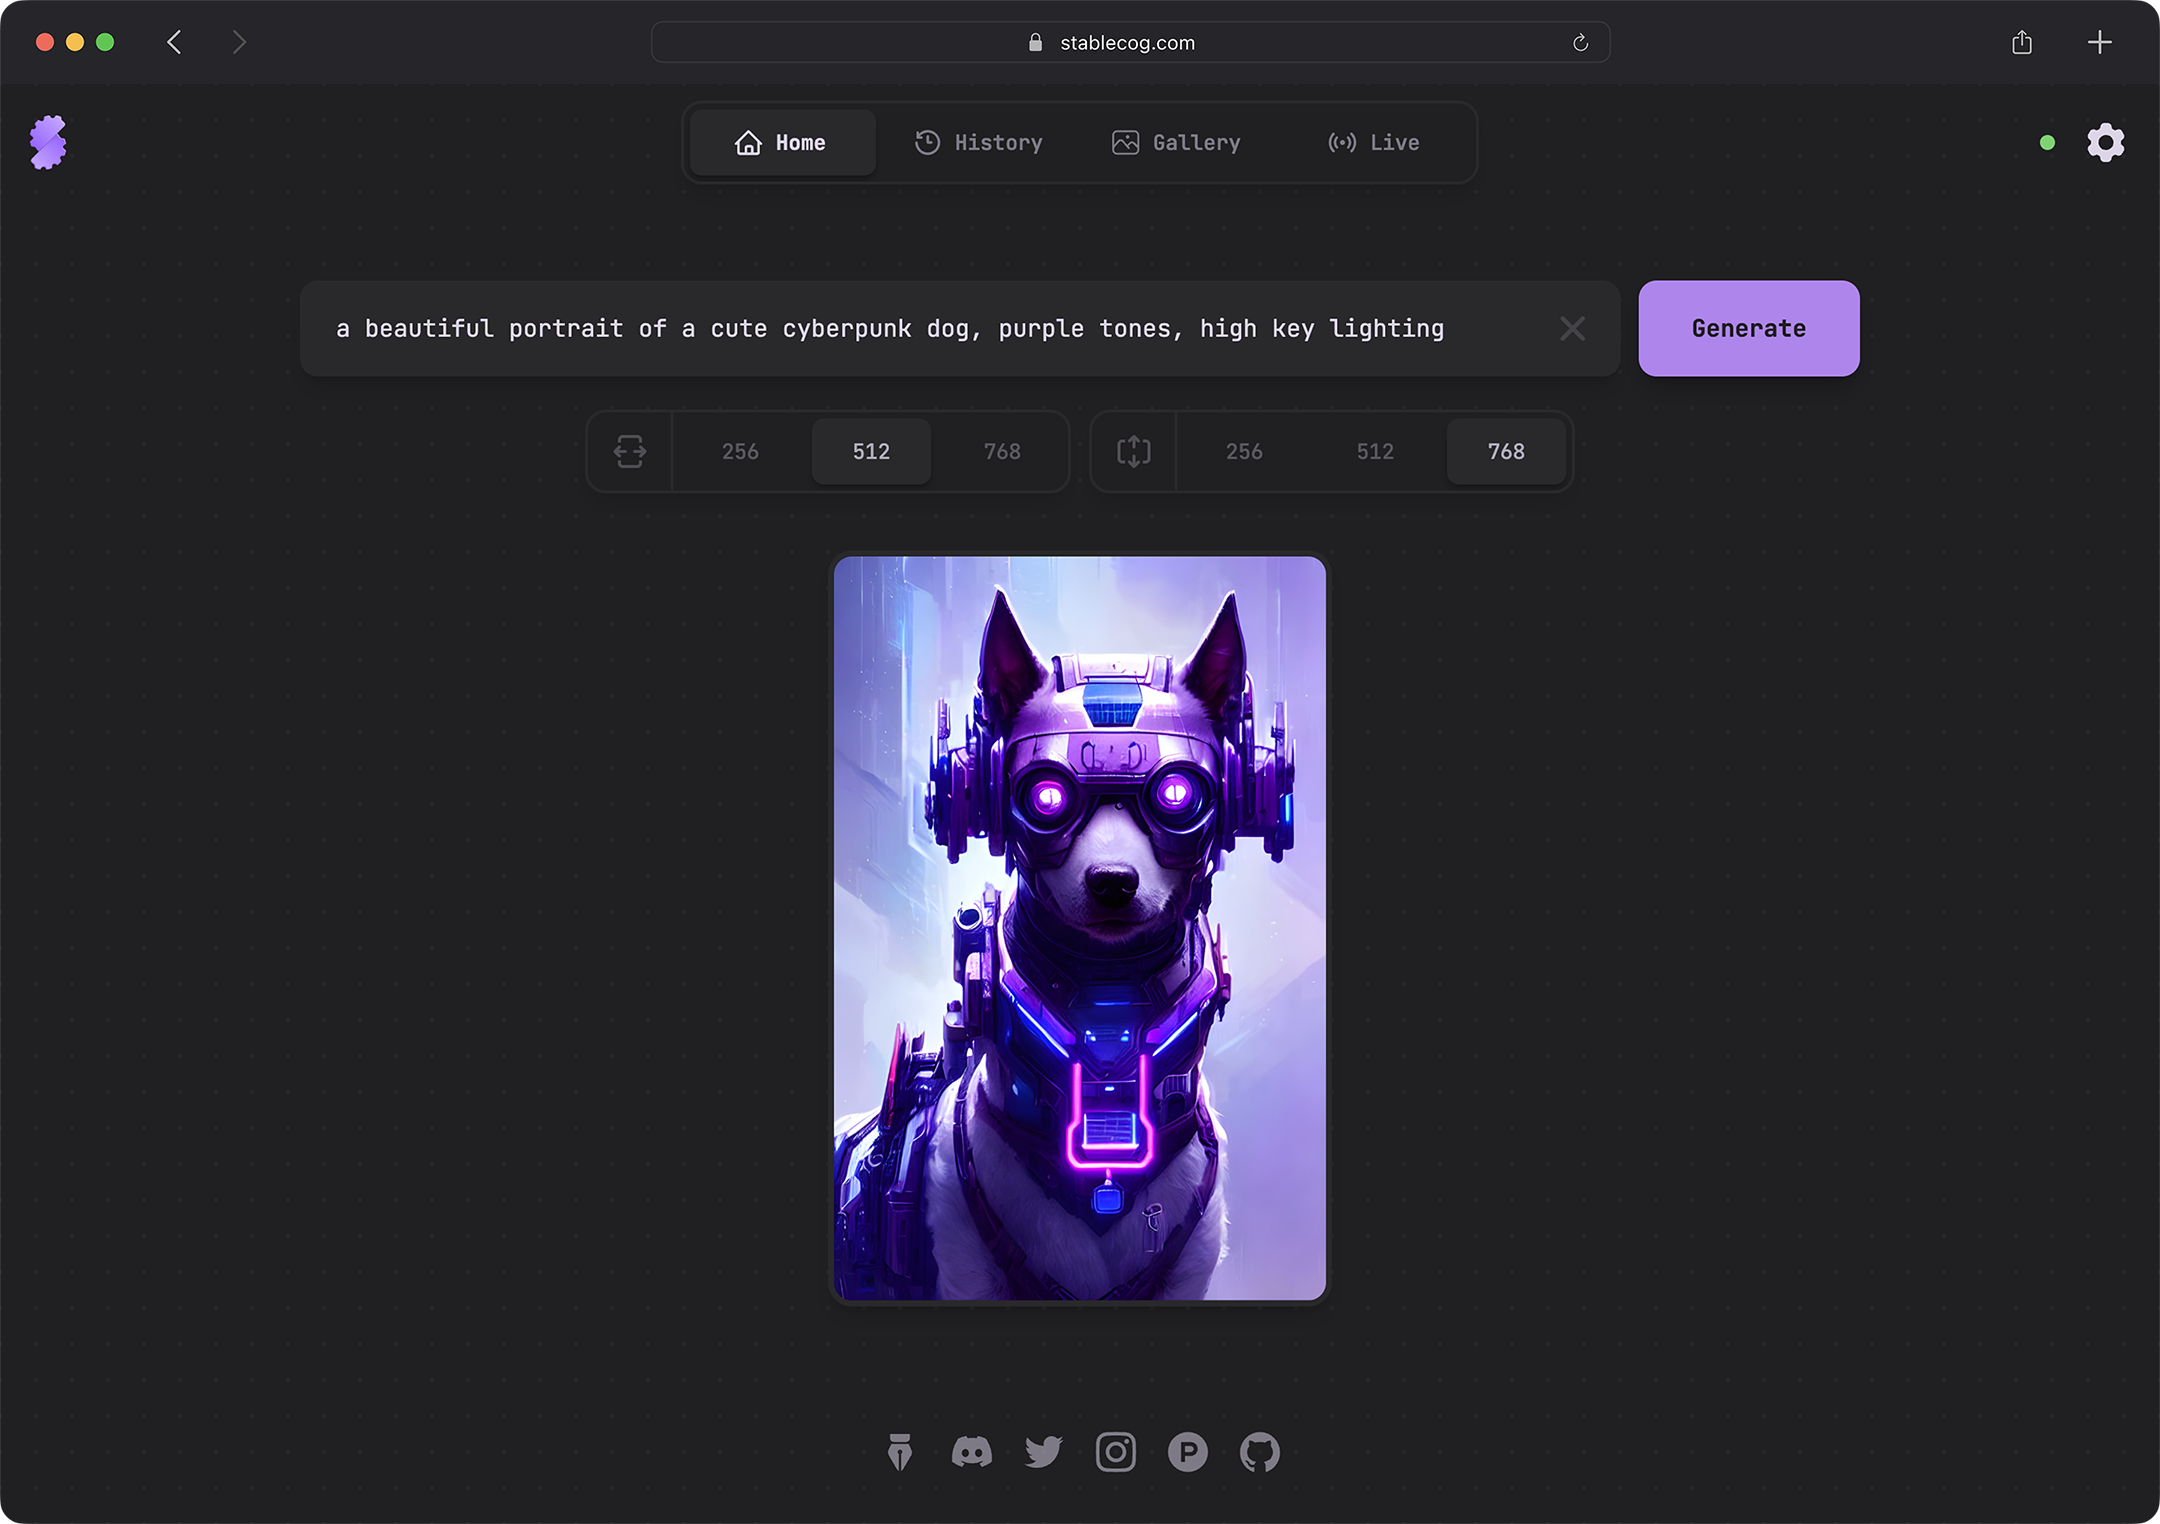 stablecog.com
Home History Gallery Live
a beautiful portrait of a cute cyberpunk dog, purple tones, high key lighting
Generate
256 512 768 256 512 768